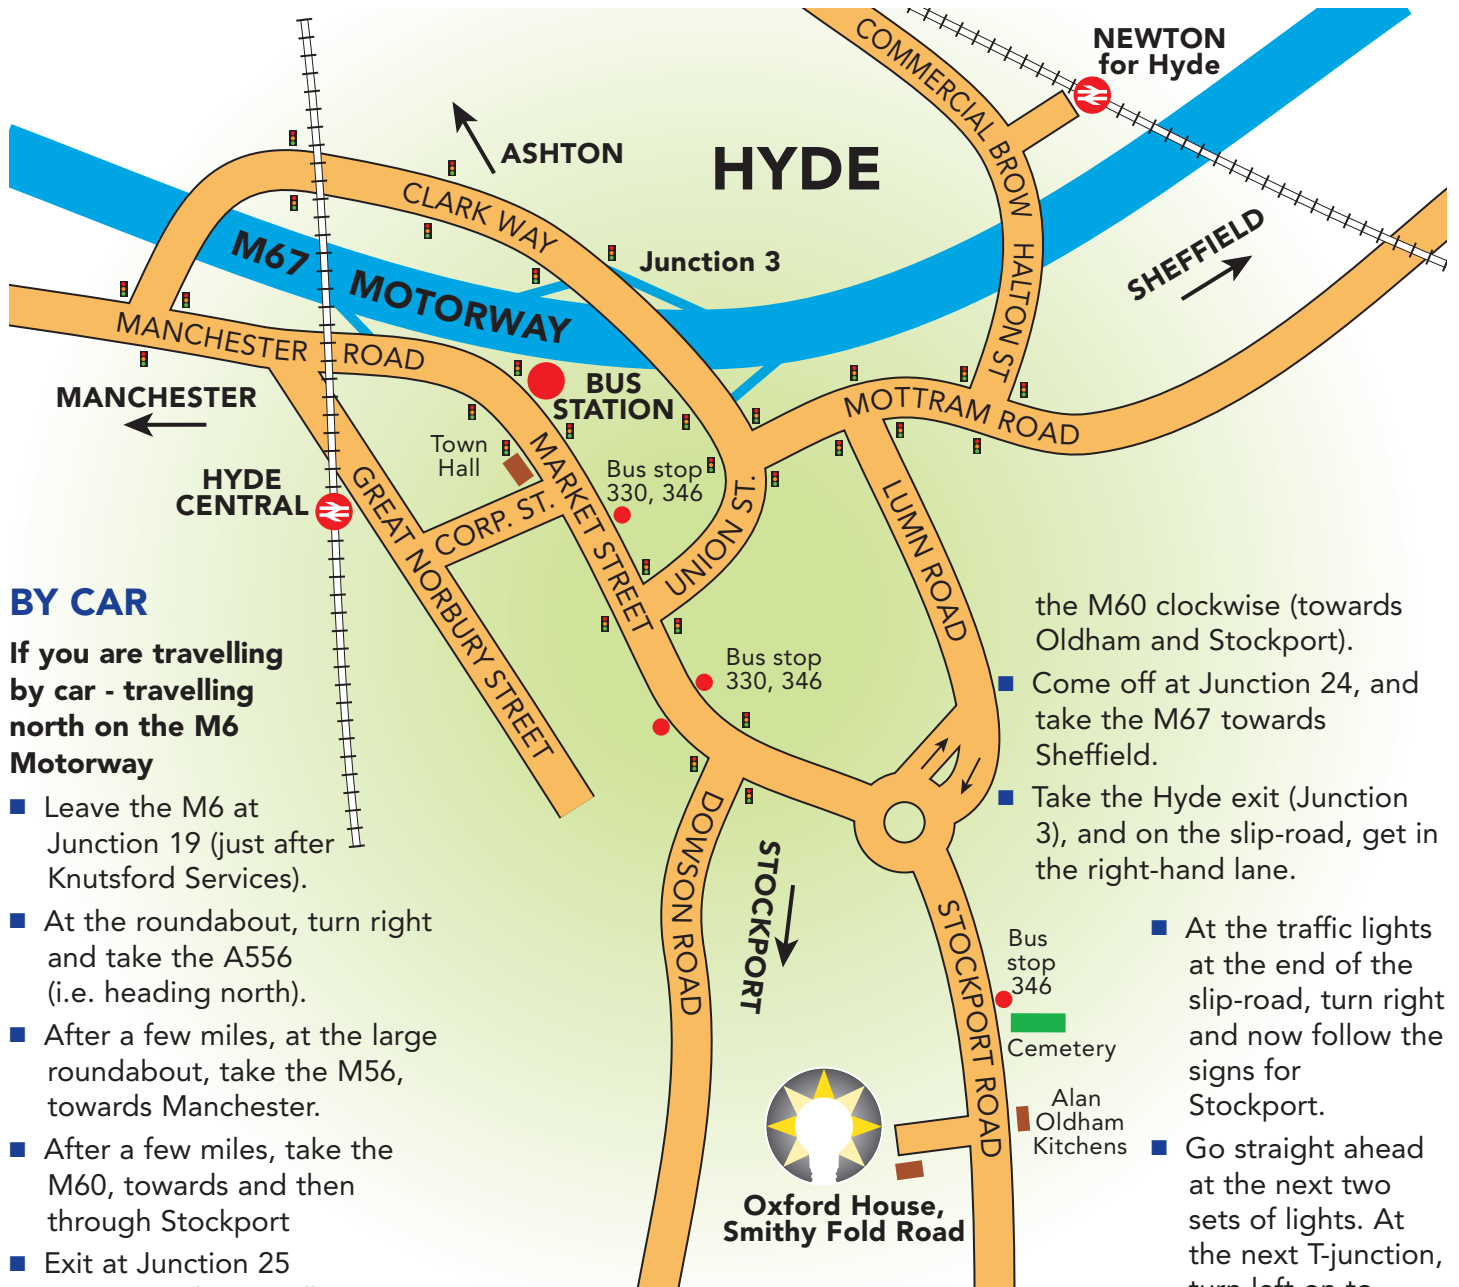 COMMERCIAL BROW
NEWTON
for Hyde
ASHTON
HYDE
CLARK WAY
M67 MOTORWAY
Junction 3
HALTON ST
SHEFFIELD
MANCHESTER ROAD
MANCHESTER
BUS
STATION
MOTTRAM ROAD
Town
Hall
MARKET STREET
Bus stop
330, 346
HYDE
CENTRAL
GREAT NORBURY STREET
CORP. ST.
UNION ST.
LUMN ROAD
Bus stop
330, 346
DOWSON ROAD
STOCKPORT
STOCKPORT ROAD
Bus
stop
346
Cemetery
Alan
Oldham
Kitchens
Oxford House,
Smithy Fold Road
BY CAR
If you are travelling
by car - travelling
north on the M6
Motorway
■ Leave the M6 at
Junction 19 (just after
Knutsford Services).
■ At the roundabout, turn right
and take the A556
(i.e. heading north).
■ After a few miles, at the large
roundabout, take the M56,
towards Manchester.
■ After a few miles, take the
M60, towards and then
through Stockport
■ Exit at Junction 25
the M60 clockwise (towards
Oldham and Stockport).
■ Come off at Junction 24, and
take the M67 towards
Sheffield.
■ Take the Hyde exit (Junction
3), and on the slip-road, get in
the right-hand lane.
■ At the traffic lights
at the end of the
slip-road, turn right
and now follow the
signs for
Stockport.
■ Go straight ahead
at the next two
sets of lights. At
the next T-junction,
turn left on to